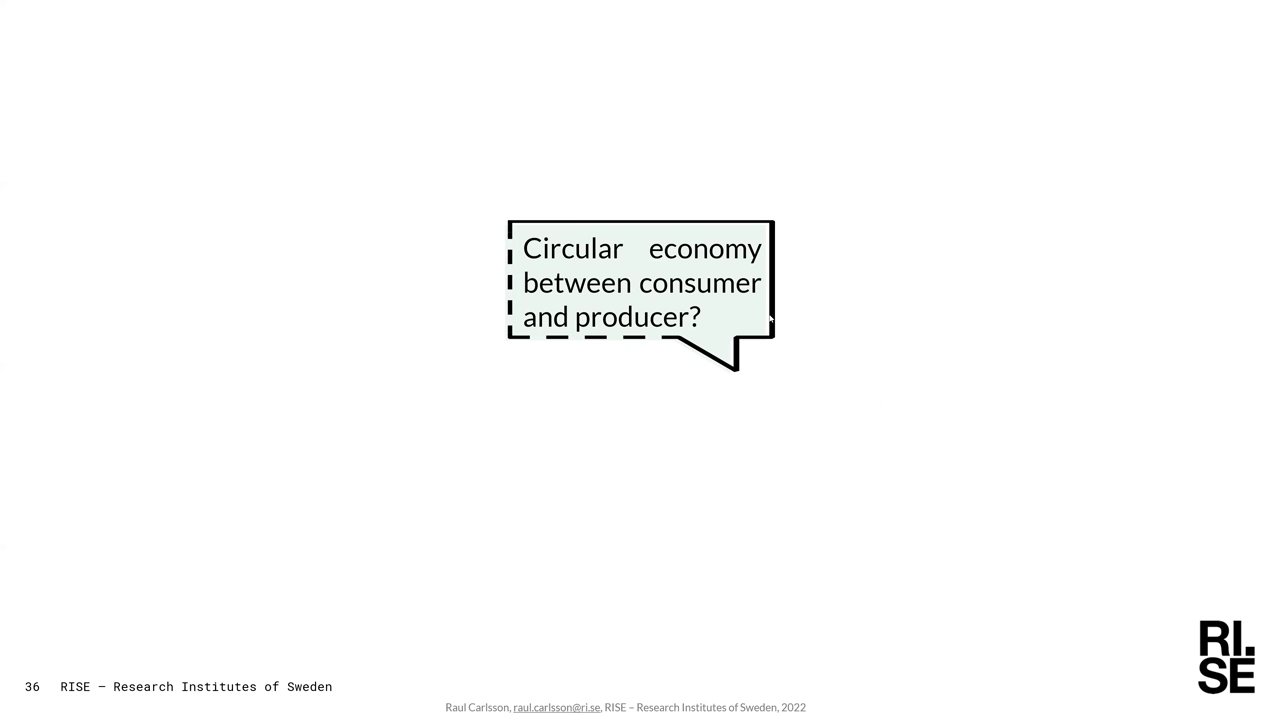 Circular economy
between consumer
and producer?
RI.
SE
36 RISE — Research Institutes of Sweden
Raul Carlsson, raul.carlsson@ri.se, RISE – Research Institutes of Sweden, 2022